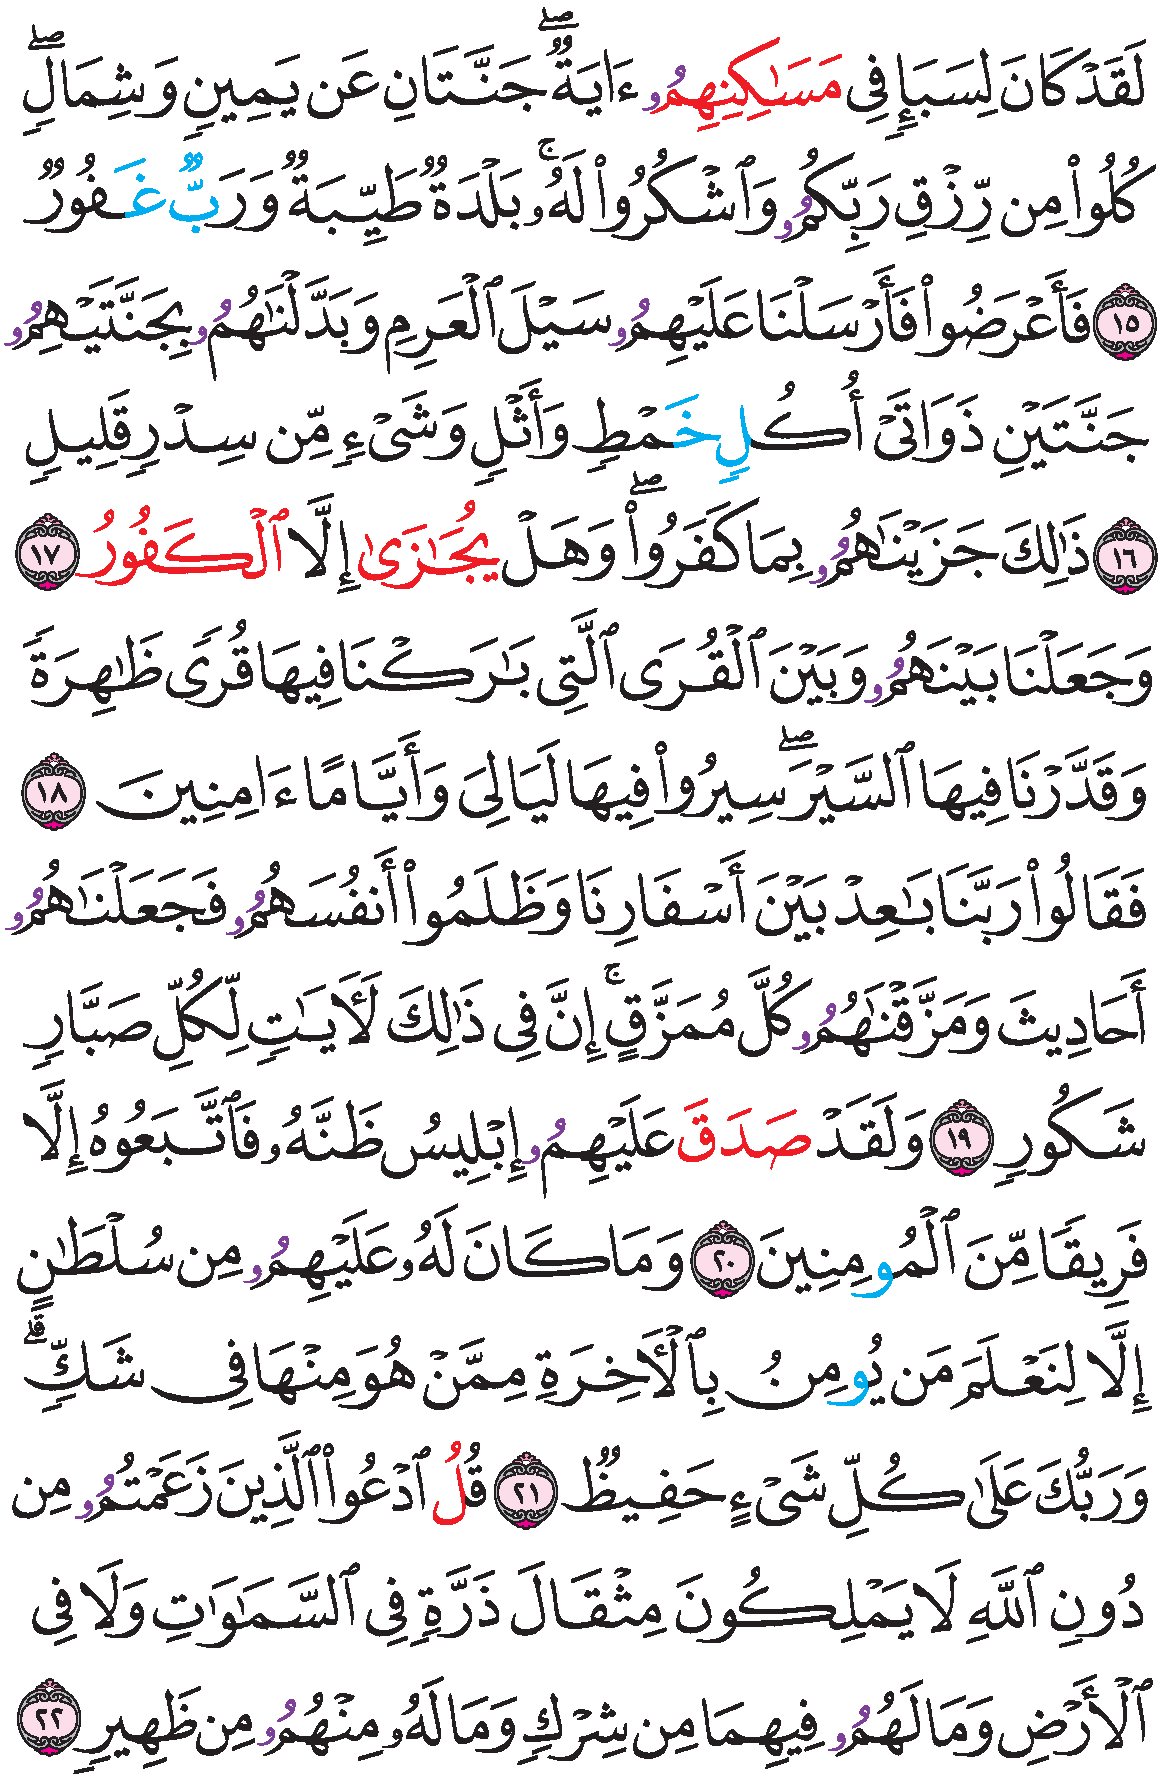 لَقَدْ كَانَ لِسَبَإٍ فِى مَسَـٰكِنِهِمُۥ ءَايَةٌۖ جَنَّتَانِ عَن يَمِينٍ وَشِمَالٍۖ
كُلُوا۟ مِن رِّزْقِ رَبِّكُمُۥ وَٱشْكُرُوا۟ لَهُۥۚ بَلْدَةٌ طَيِّبَةٌ وَرَبٌّ غَفُورٌ
١٥ فَأَعْرَضُوا۟ فَأَرْسَلْنَا عَلَيْهِمُۥ سَيْلَ ٱلْعَرِمِ وَبَدَّلْنَـٰهُمُۥ بِجَنَّتَيْهِمُۥ
جَنَّتَيْنِ ذَوَاتَىْ أُكُلٍ خَمْطٍ وَأَثْلٍ وَشَىْءٍ مِّن سِدْرٍ قَلِيلٍ
١٦ ذَٰلِكَ جَزَيْنَـٰهُمُۥ بِمَا كَفَرُوا۟ۖ وَهَلْ يُجَـٰزَىٰ إِلَّا ٱلْكَفُورُ ١٧
وَجَعَلْنَا بَيْنَهُمُۥ وَبَيْنَ ٱلْقُرَى ٱلَّتِى بَـٰرَكْنَا فِيهَا قُرًى ظَـٰهِرَةً
وَقَدَّرْنَا فِيهَا ٱلسَّيْرَۖ سِيرُوا۟ فِيهَا لَيَالِىَ وَأَيَّامًا ءَامِنِينَ ١٨
فَقَالُوا۟ رَبَّنَا بَـٰعِدْ بَيْنَ أَسْفَارِنَا وَظَلَمُوا۟ أَنفُسَهُمُۥ فَجَعَلْنَـٰهُمُۥ
أَحَادِيثَ وَمَزَّقْنَـٰهُمُۥ كُلَّ مُمَزَّقٍۚ إِنَّ فِى ذَٰلِكَ لَأَيَـٰتٍ لِّكُلِّ صَبَّارٍ
شَكُورٍ ١٩ وَلَقَدْ صَدَقَ عَلَيْهِمُۥ إِبْلِيسُ ظَنَّهُۥ فَٱتَّبَعُوهُ إِلَّا
فَرِيقًا مِّنَ ٱلْمُومِنِينَ ٢٠ وَمَا كَانَ لَهُۥ عَلَيْهِمُۥ مِن سُلْطَـٰنٍ
إِلَّا لِنَعْلَمَ مَن يُومِنُ بِٱلْأَخِرَةِ مِمَّنْ هُوَ مِنْهَا فِى شَكٍّۗ
وَرَبُّكَ عَلَىٰ كُلِّ شَىْءٍ حَفِيظٌ ٢١ قُلُ ٱدْعُوا۟ ٱلَّذِينَ زَعَمْتُمُۥ مِن
دُونِ ٱللَّهِ لَا يَمْلِكُونَ مِثْقَالَ ذَرَّةٍ فِى ٱلسَّمَـٰوَٰتِ وَلَا فِى
ٱلْأَرْضِ وَمَا لَهُمُۥ فِيهِمَا مِن شِرْكٍ وَمَا لَهُۥ مِنْهُمُۥ مِن ظَهِيرٍ ٢٢